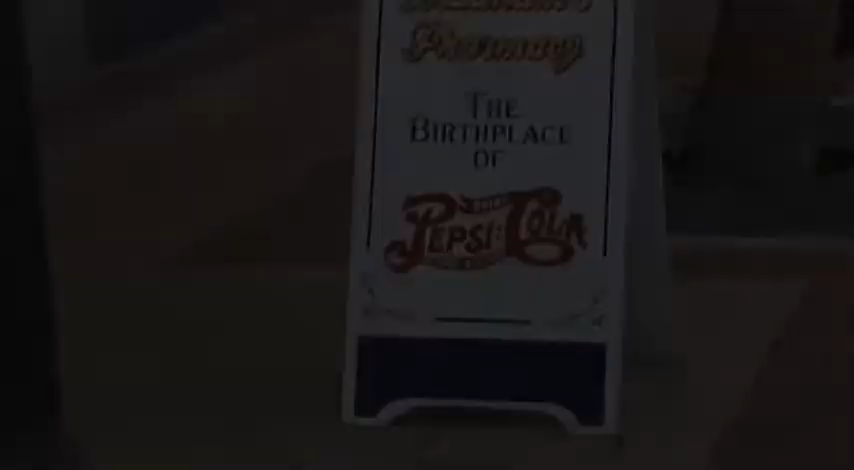 Pharmacy
THE
BIRTHPLACE
OF
PEPSI:COLA